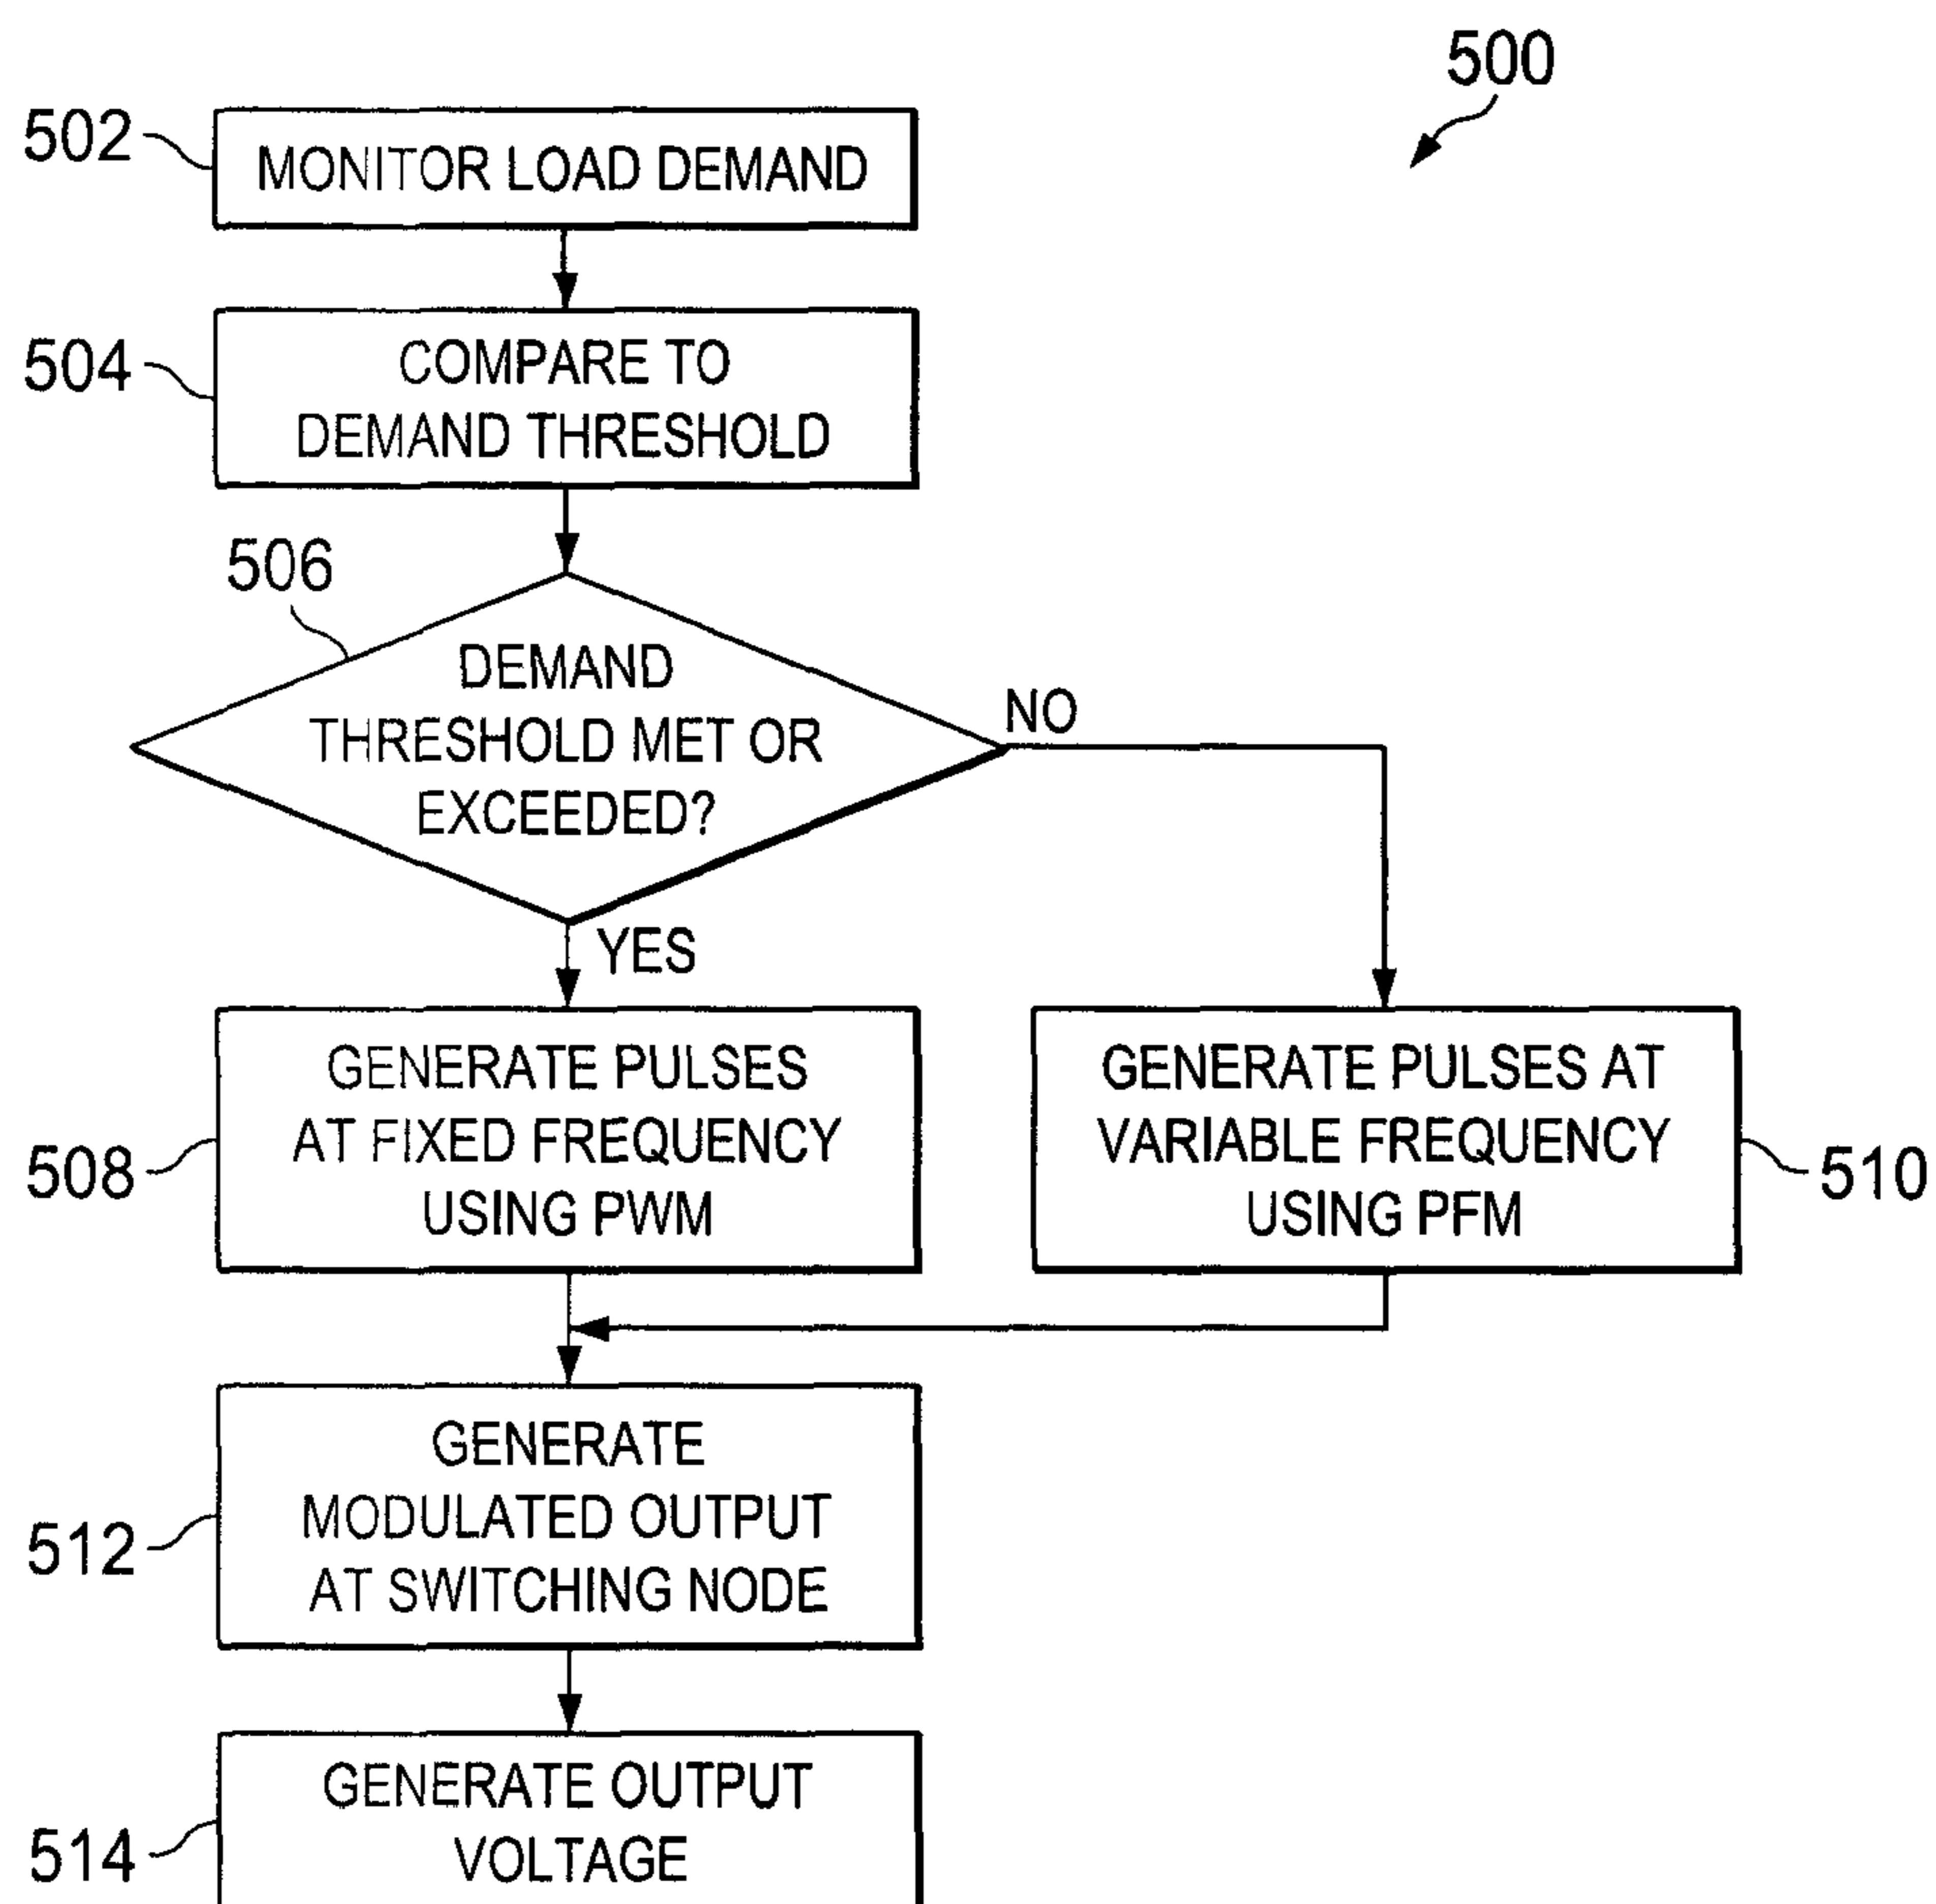 500
502
MONITOR LOAD DEMAND
504
COMPARE TO
DEMAND THRESHOLD
506
DEMAND
THRESHOLD MET OR
EXCEEDED?
NO
YES
508
GENERATE PULSES
AT FIXED FREQUENCY
USING PWM
GENERATE PULSES AT
VARIABLE FREQUENCY
USING PFM
510
512
GENERATE
MODULATED OUTPUT
AT SWITCHING NODE
514
GENERATE OUTPUT
VOLTAGE